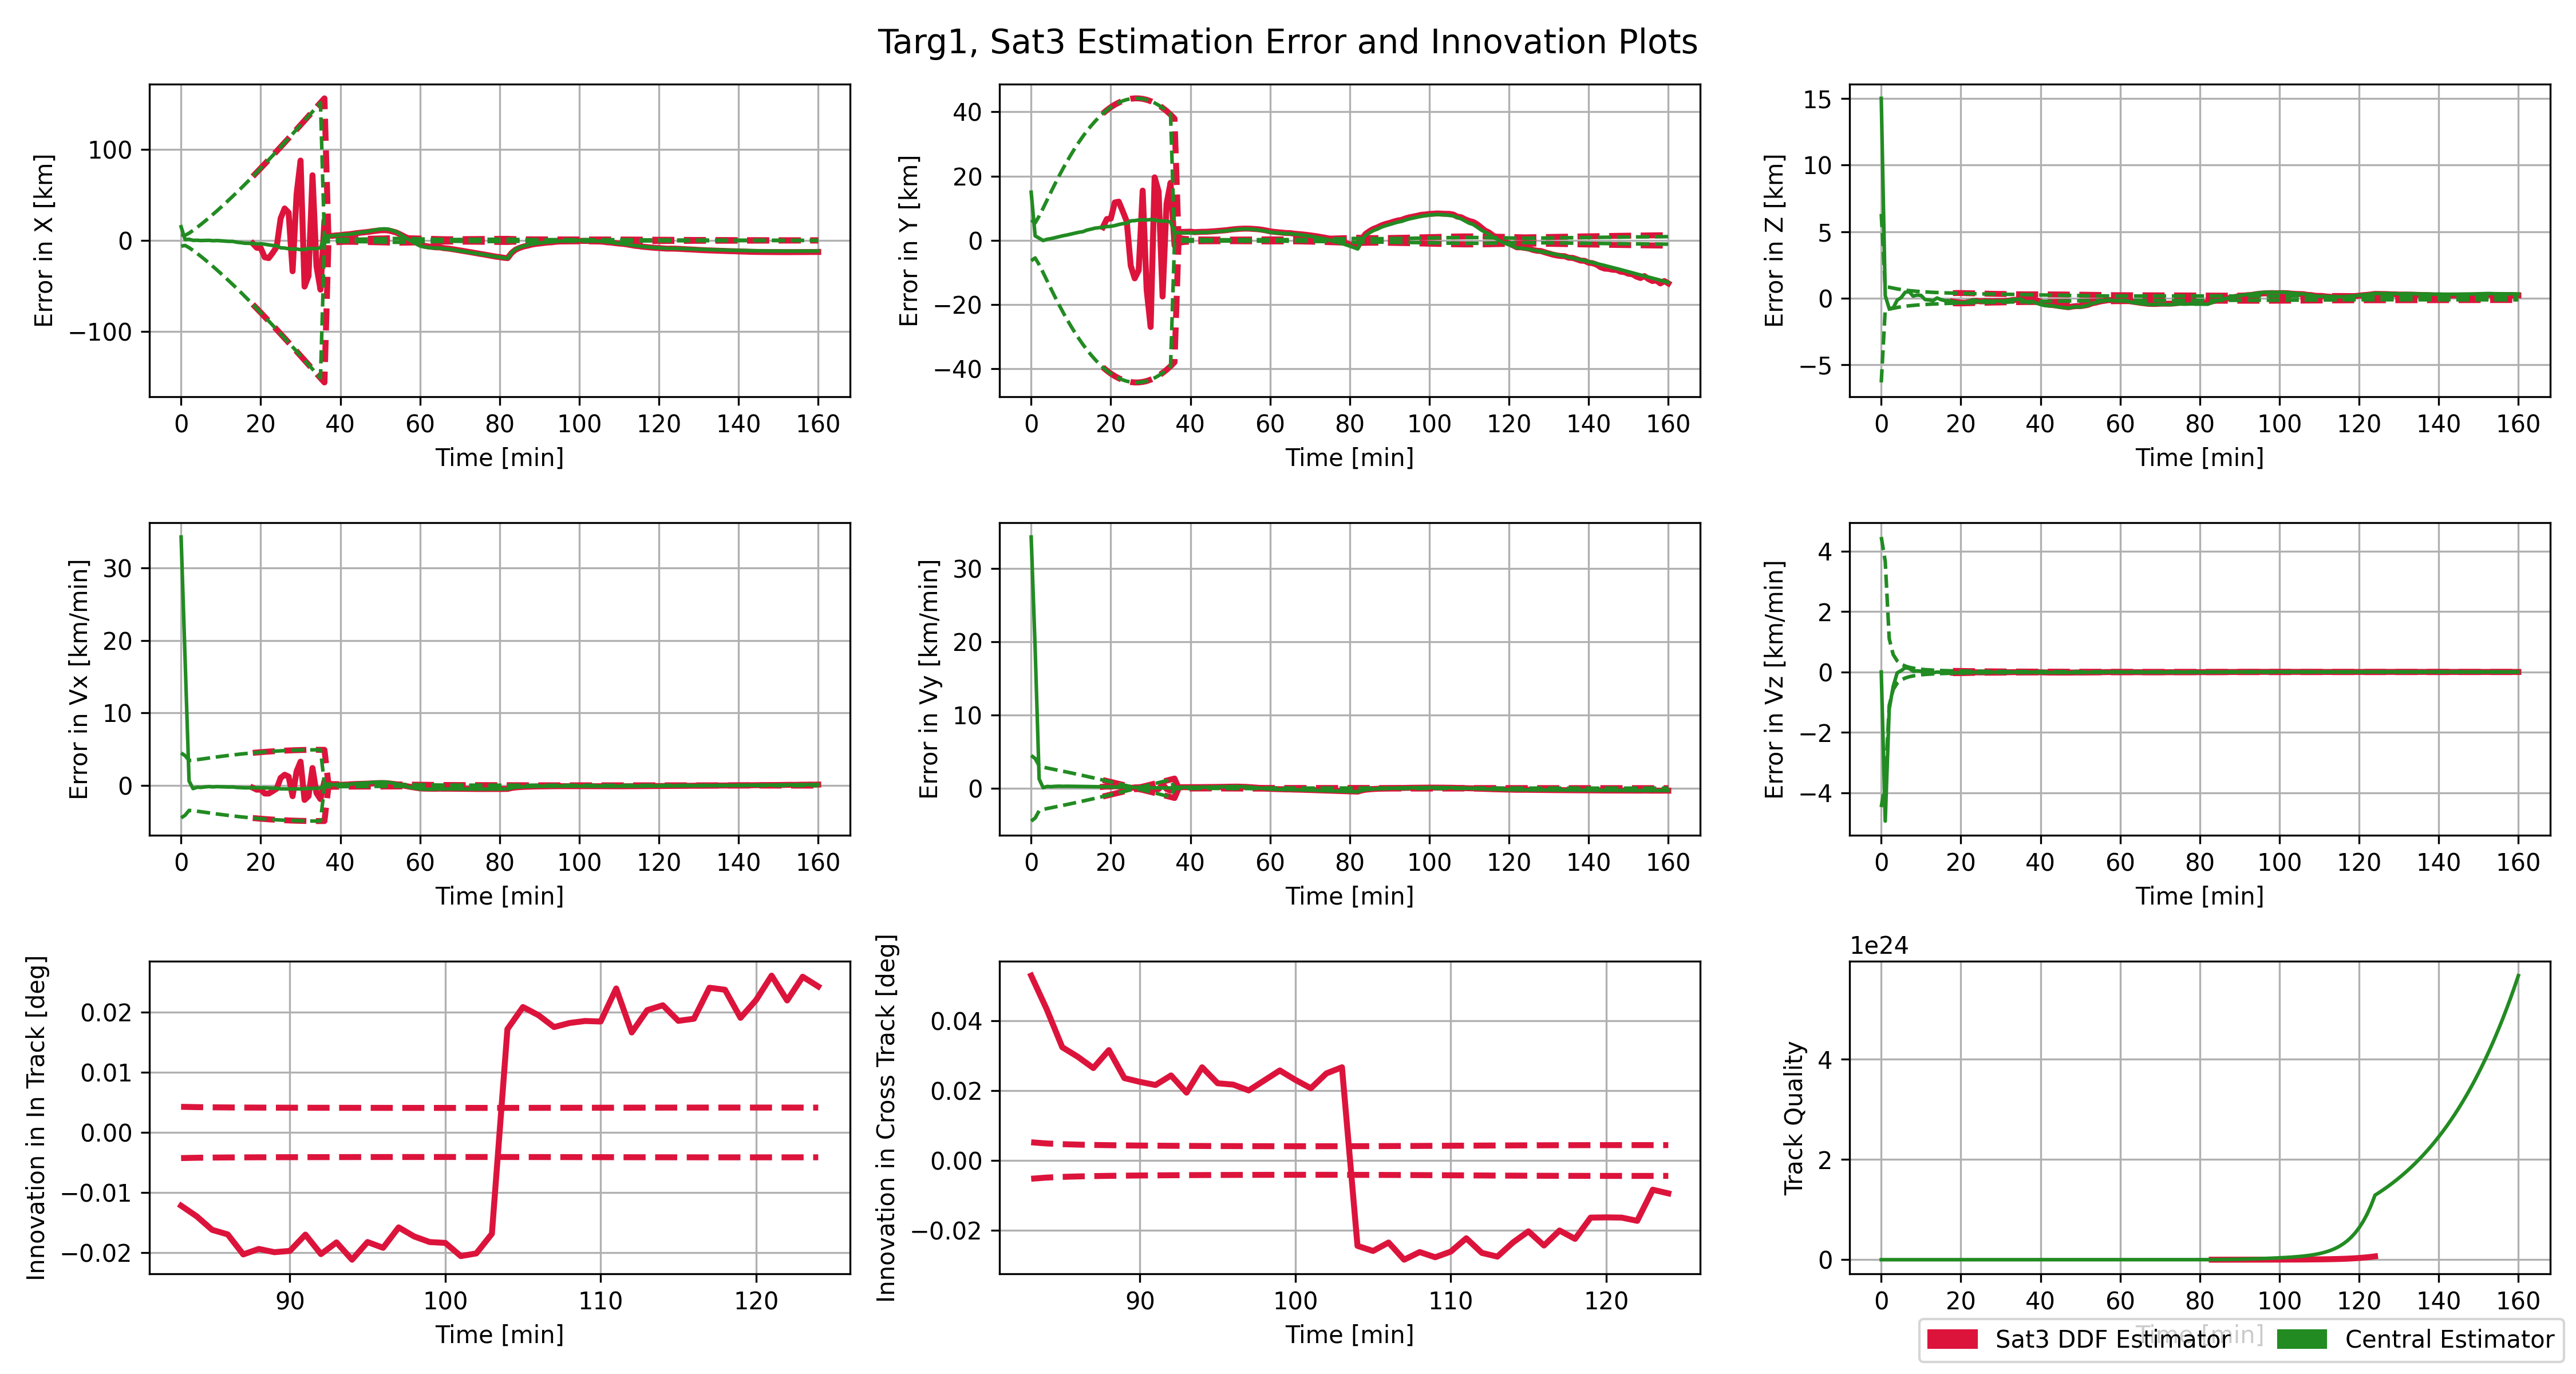 Targ1, Sat3 Estimation Error and Innovation Plots
Error in X [km]
100
0
−100
0 20 40 60 80 100 120 140 160
Time [min]
Error in Y [km]
40
20
0
−20
−40
0 20 40 60 80 100 120 140 160
Time [min]
Error in Z [km]
15
10
5
0
−5
0 20 40 60 80 100 120 140 160
Time [min]
Error in Vx [km/min]
30
20
10
0
0 20 40 60 80 100 120 140 160
Time [min]
Error in Vy [km/min]
30
20
10
0
0 20 40 60 80 100 120 140 160
Time [min]
Error in Vz [km/min]
4
2
0
−2
−4
0 20 40 60 80 100 120 140 160
Time [min]
Innovation in In Track [deg]
0.02
0.01
0.00
−0.01
−0.02
90 100 110 120
Time [min]
Innovation in Cross Track [deg]
0.04
0.02
0.00
−0.02
90 100 110 120
Time [min]
1e24
Track Quality
4
2
0
0 20 40 60 80 100 120 140 160
Time [min]
Sat3 DDF Estimator
Central Estimator